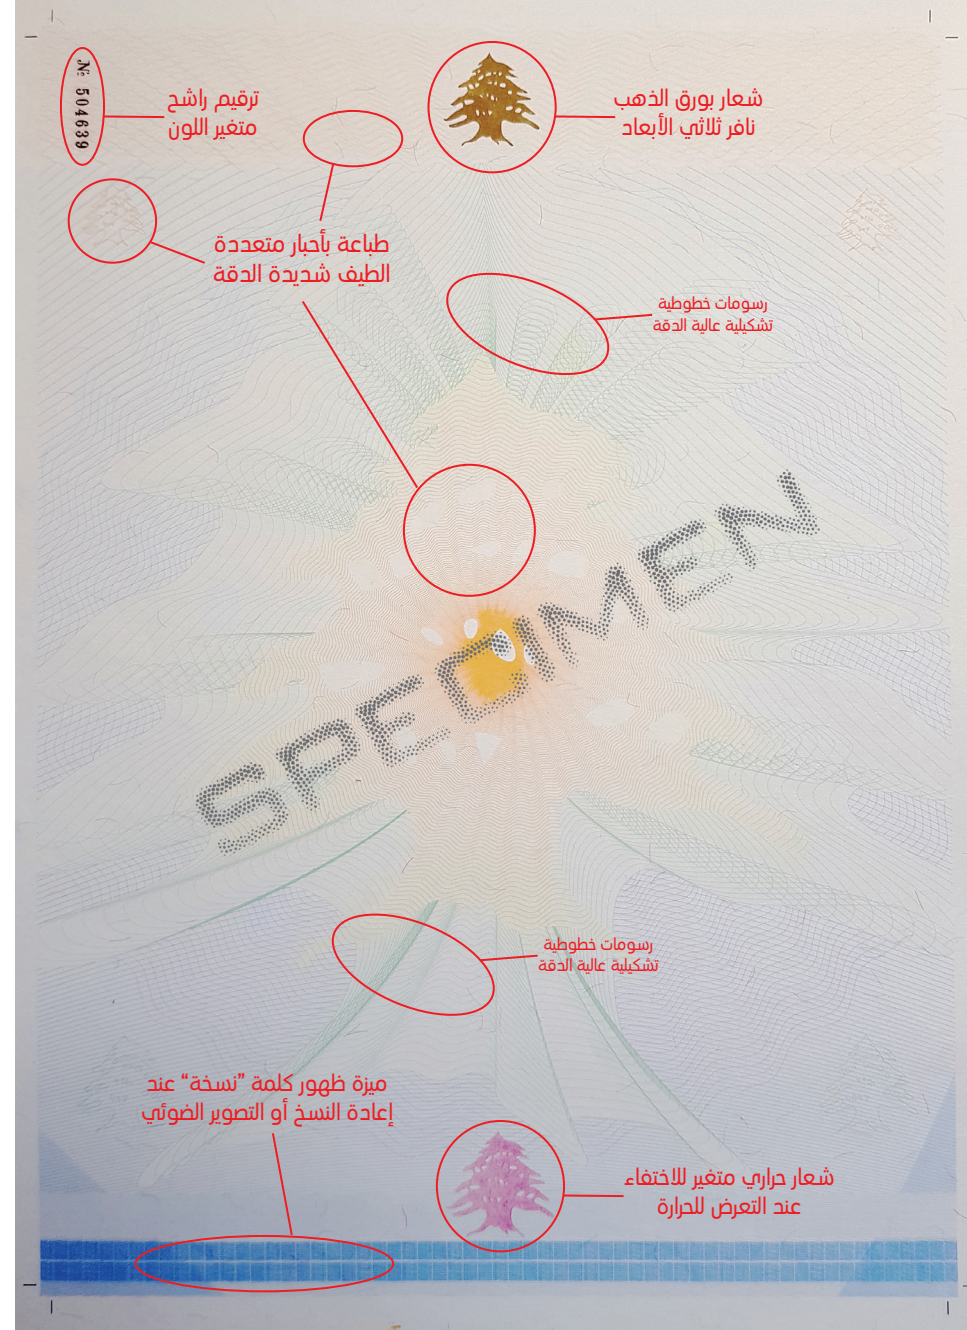 № 504639
ترقيم راشح
متغير اللون
شعار بورق الذهب
نافر ثلاثي الأبعاد
طباعة بأحبار متعددة
الطيف شديدة الدقة
رسومات خطوطية
تشكيلية عالية الدقة
SPECIMEN
رسومات خطوطية
تشكيلية عالية الدقة
ميزة ظهور كلمة "نسخة" عند
إعادة النسخ أو التصوير الضوئي
شعار حراري متغير للاختفاء
عند التعرض للحرارة